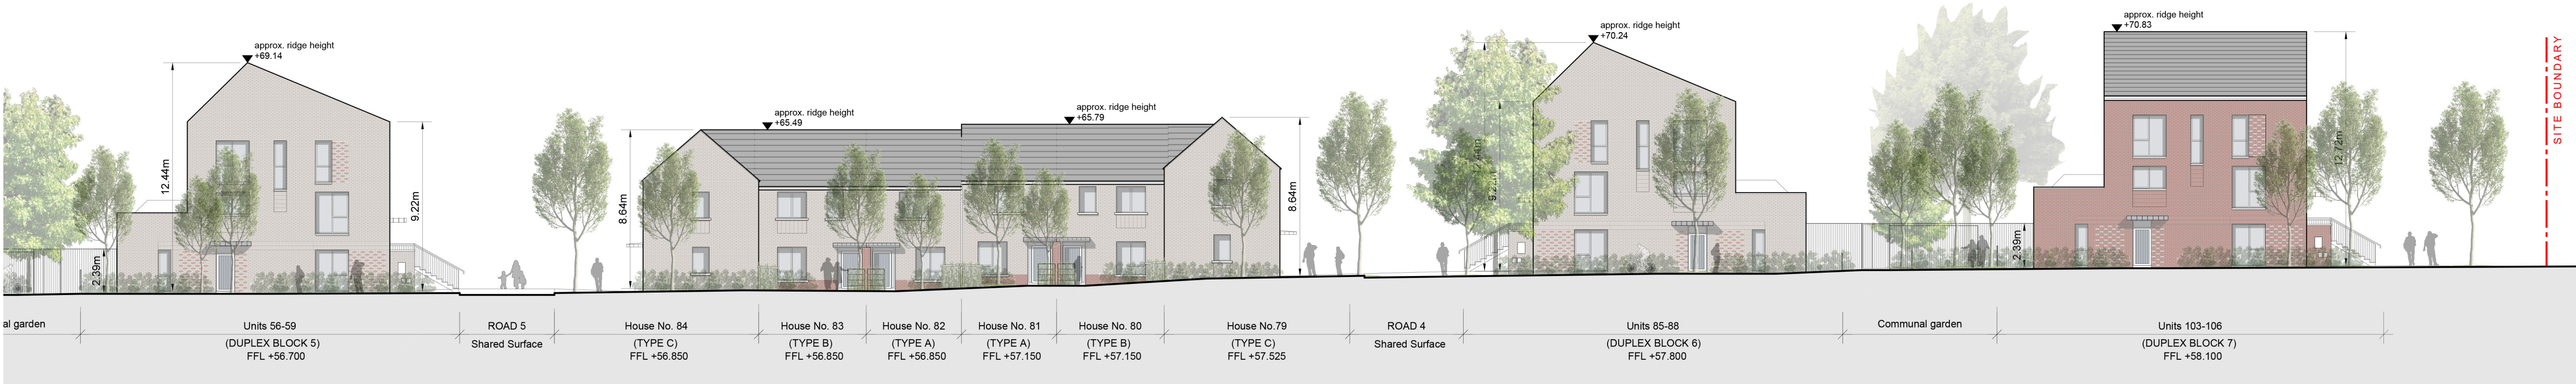 approx. ridge height
+69.14
12.44m
9.22m
2.39m
approx. ridge height
+65.49
approx. ridge height
+65.79
8.64m
8.64m
approx. ridge height
+70.24
approx. ridge height
+70.83
2.39m
12.72m
SITE BOUNDARY
al garden
Units 56-59
(DUPLEX BLOCK 5)
FFL +56.700
ROAD 5
Shared Surface
House No. 84
(TYPE C)
FFL +56.850
House No. 83
(TYPE B)
FFL +56.850
House No. 82
(TYPE A)
FFL +56.850
House No. 81
(TYPE A)
FFL +57.150
House No. 80
(TYPE B)
FFL +57.150
House No.79
(TYPE C)
FFL +57.525
ROAD 4
Shared Surface
Units 85-88
(DUPLEX BLOCK 6)
FFL +57.800
Communal garden
Units 103-106
(DUPLEX BLOCK 7)
FFL +58.100